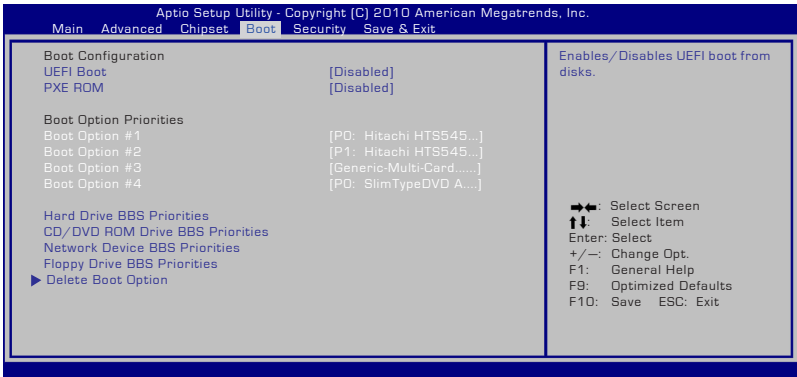 Aptio Setup Utility - Copyright (C) 2010 American Megatrends, Inc.
Main Advanced Chipset Boot Security Save & Exit
Boot Configuration
UEFI Boot [Disabled]
PXE ROM [Disabled]
Boot Option Priorities
Boot Option #1 [P0: Hitachi HTS545...]
Boot Option #2 [P1: Hitachi HTS545...]
Boot Option #3 [Generic-Multi-Card......]
Boot Option #4 [P0: SlimTypeDVD A....]
Hard Drive BBS Priorities
CD/DVD ROM Drive BBS Priorities
Network Device BBS Priorities
Floppy Drive BBS Priorities
Delete Boot Option
Enables/Disables UEFI boot from
disks.
→←: Select Screen
↑↓: Select Item
Enter: Select
+/—: Change Opt.
F1: General Help
F9: Optimized Defaults
F10: Save ESC: Exit